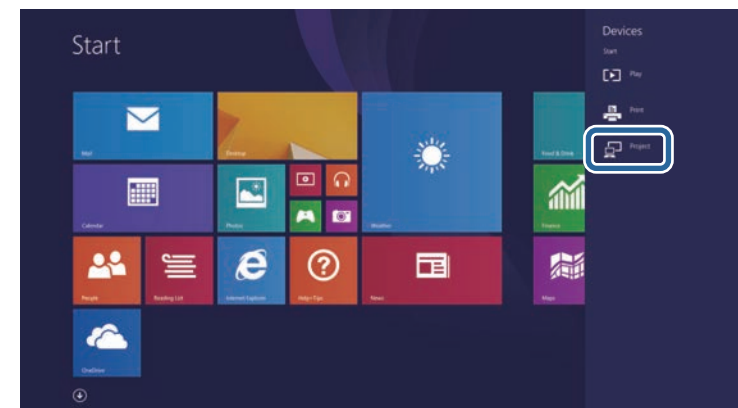 Start
Devices
Start
Play
Print
Project
Mail
Desktop
Food & Drink
Calendar
Photos
Weather
Finance
People
Reading List
Internet Explorer
Help+Tips
News
Maps
OneDrive